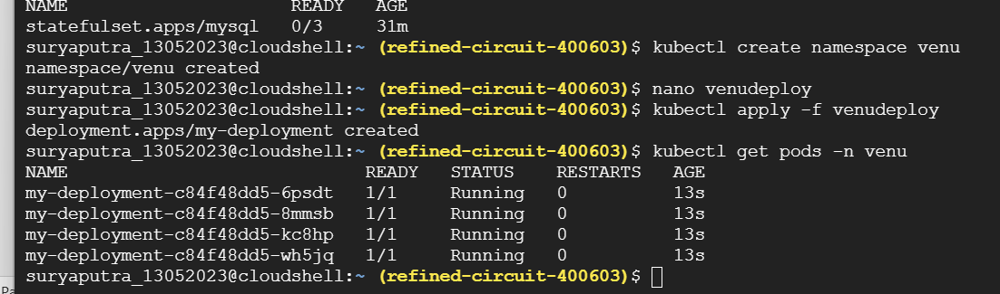 NAME READY AGE
statefulset.apps/mysql 0/3 31m
suryaputra_13052023@cloudshell:~ (refined-circuit-400603)$ kubectl create namespace venu
namespace/venu created
suryaputra_13052023@cloudshell:~ (refined-circuit-400603)$ nano venudeploy
suryaputra_13052023@cloudshell:~ (refined-circuit-400603)$ kubectl apply -f venudeploy
deployment.apps/my-deployment created
suryaputra_13052023@cloudshell:~ (refined-circuit-400603)$ kubectl get pods -n venu
NAME READY STATUS RESTARTS AGE
my-deployment-c84f48dd5-6psdt 1/1 Running 0 13s
my-deployment-c84f48dd5-8mmsb 1/1 Running 0 13s
my-deployment-c84f48dd5-kc8hp 1/1 Running 0 13s
my-deployment-c84f48dd5-wh5jq 1/1 Running 0 13s
suryaputra_13052023@cloudshell:~ (refined-circuit-400603)$